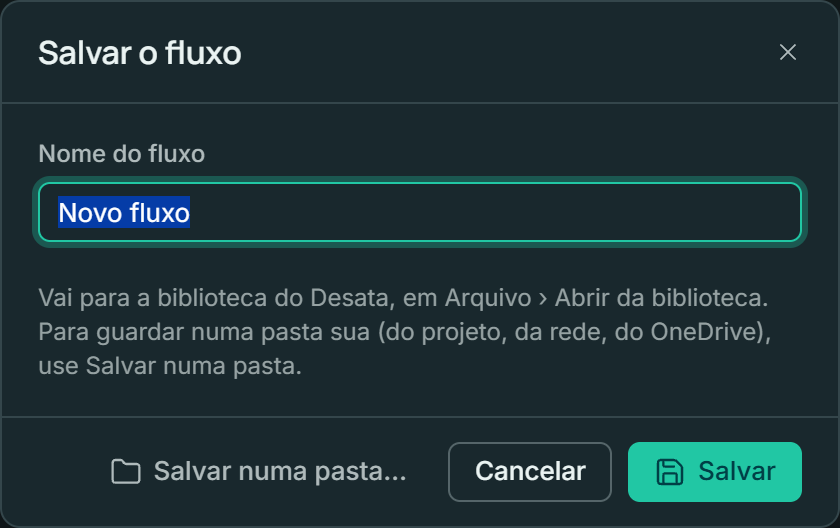 Salvar o fluxo
Nome do fluxo
Novo fluxo
Vai para a biblioteca do Desata, em Arquivo › Abrir da biblioteca.
Para guardar numa pasta sua (do projeto, da rede, do OneDrive),
use Salvar numa pasta.
Salvar numa pasta...
Cancelar
Salvar